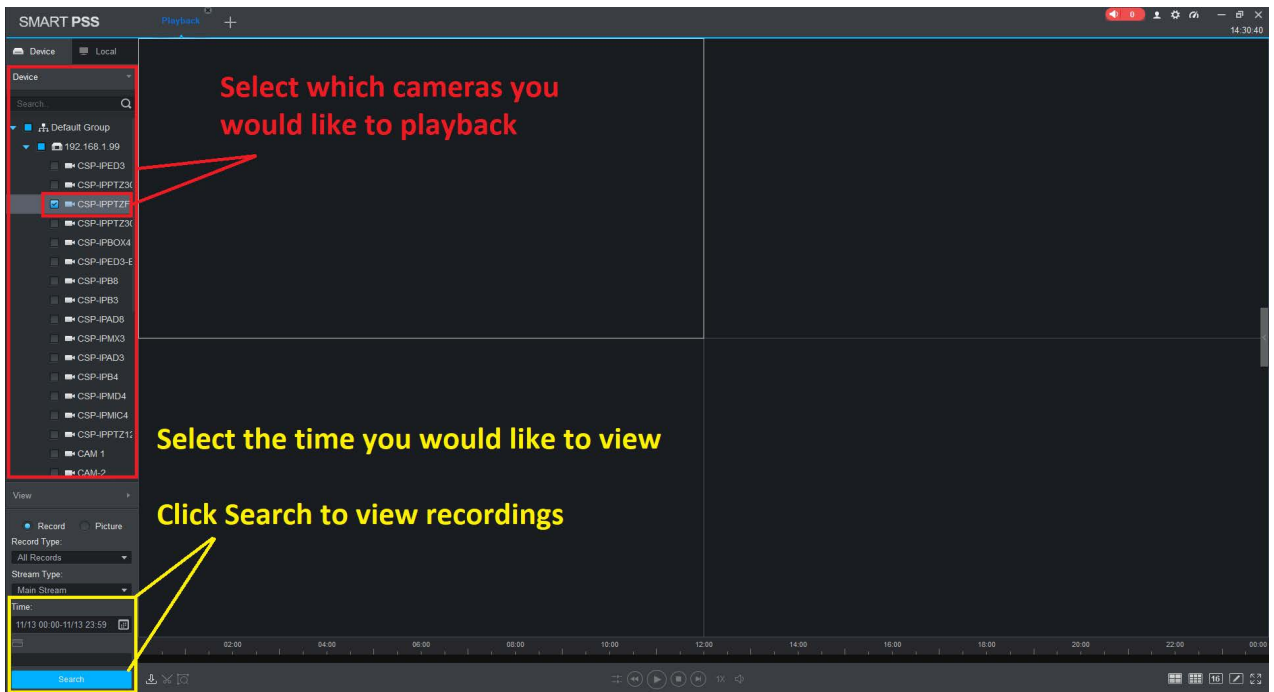 SMART PSS
Playback
0
14:30:40
Device
Local
Device
Search...
Default Group
192.168.1.99
CSP-IPED3
CSP-IPPTZ30
CSP-IPPTZF
CSP-IPPTZ30
CSP-IPBOX4
CSP-IPED3-E
CSP-IPB8
CSP-IPB3
CSP-IPAD8
CSP-IPMX3
CSP-IPAD3
CSP-IPB4
CSP-IPMD4
CSP-IPMIC4
CSP-IPPTZ12
CAM 1
CAM-2
View
Record Picture
Record Type:
All Records
Stream Type:
Main Stream
Time:
11/13 00:00-11/13 23:59
Search
Select which cameras you
would like to playback
Select the time you would like to view
Click Search to view recordings
02:00 04:00 06:00 08:00 10:00 12:00 14:00 16:00 18:00 20:00 22:00 00:00
1X
16